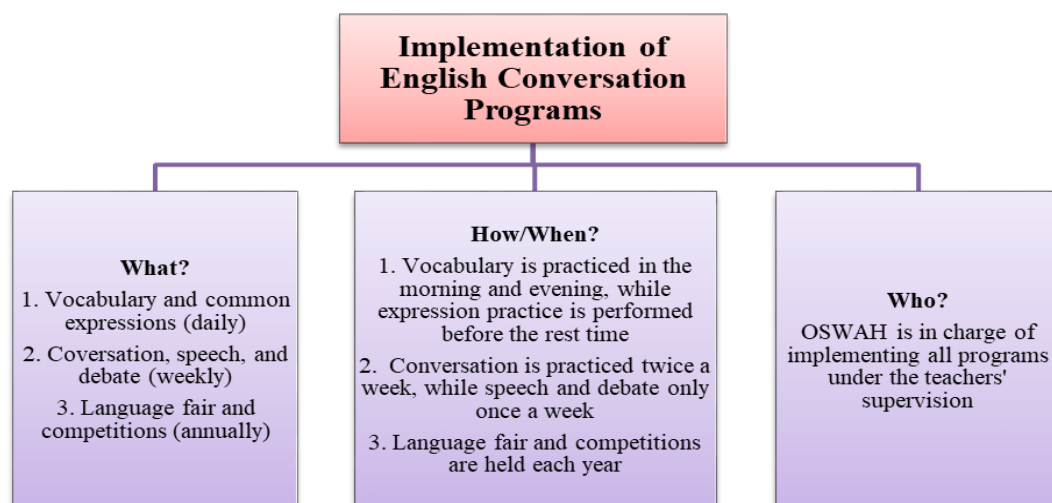 Implementation of
English Conversation
Programs
What?
1. Vocabulary and common
expressions (daily)
2. Coversation, speech, and
debate (weekly)
3. Language fair and
competitions (annually)
How/When?
1. Vocabulary is practiced in the
morning and evening, while
expression practice is performed
before the rest time
2. Conversation is practiced twice a
week, while speech and debate only
once a week
3. Language fair and competitions
are held each year
Who?
OSWAH is in charge of
implementing all programs
under the teachers'
supervision